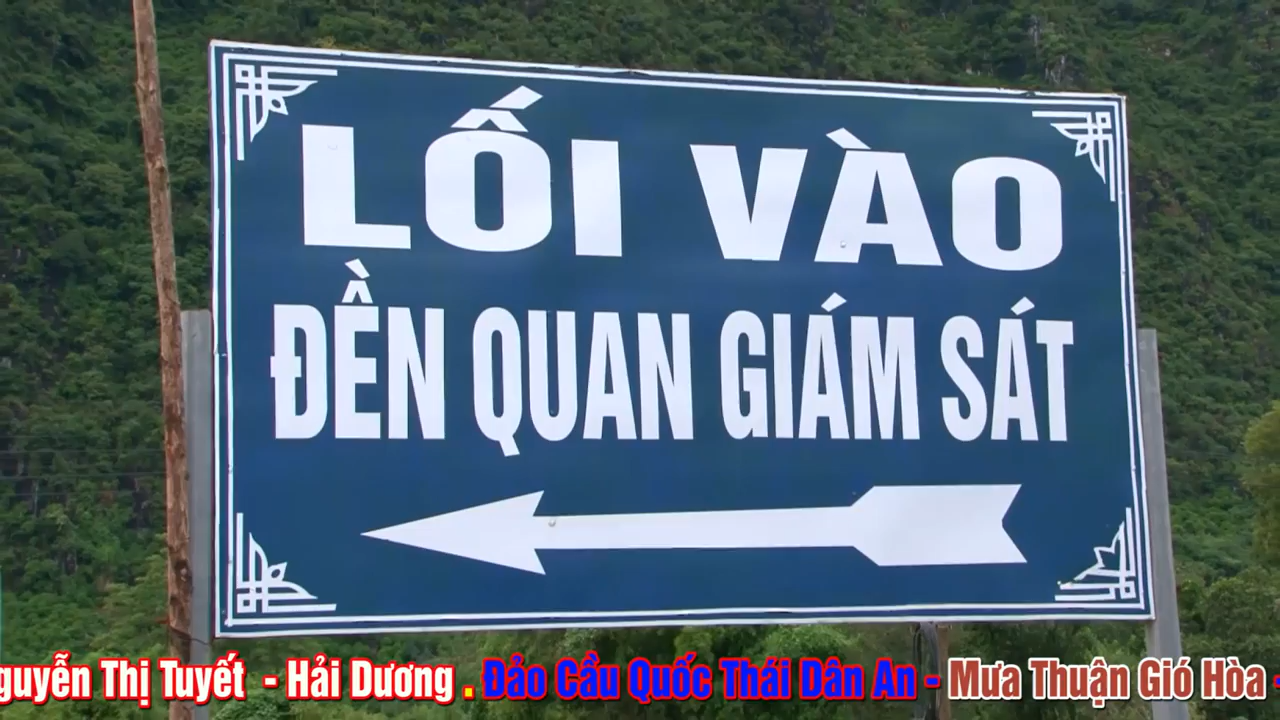 LỐI VÀO
ĐỀN QUAN GIÁM SÁT
guyễn Thị Tuyết - Hải Dương . Đảo Cầu Quốc Thái Dân An - Mưa Thuận Gió Hòa -